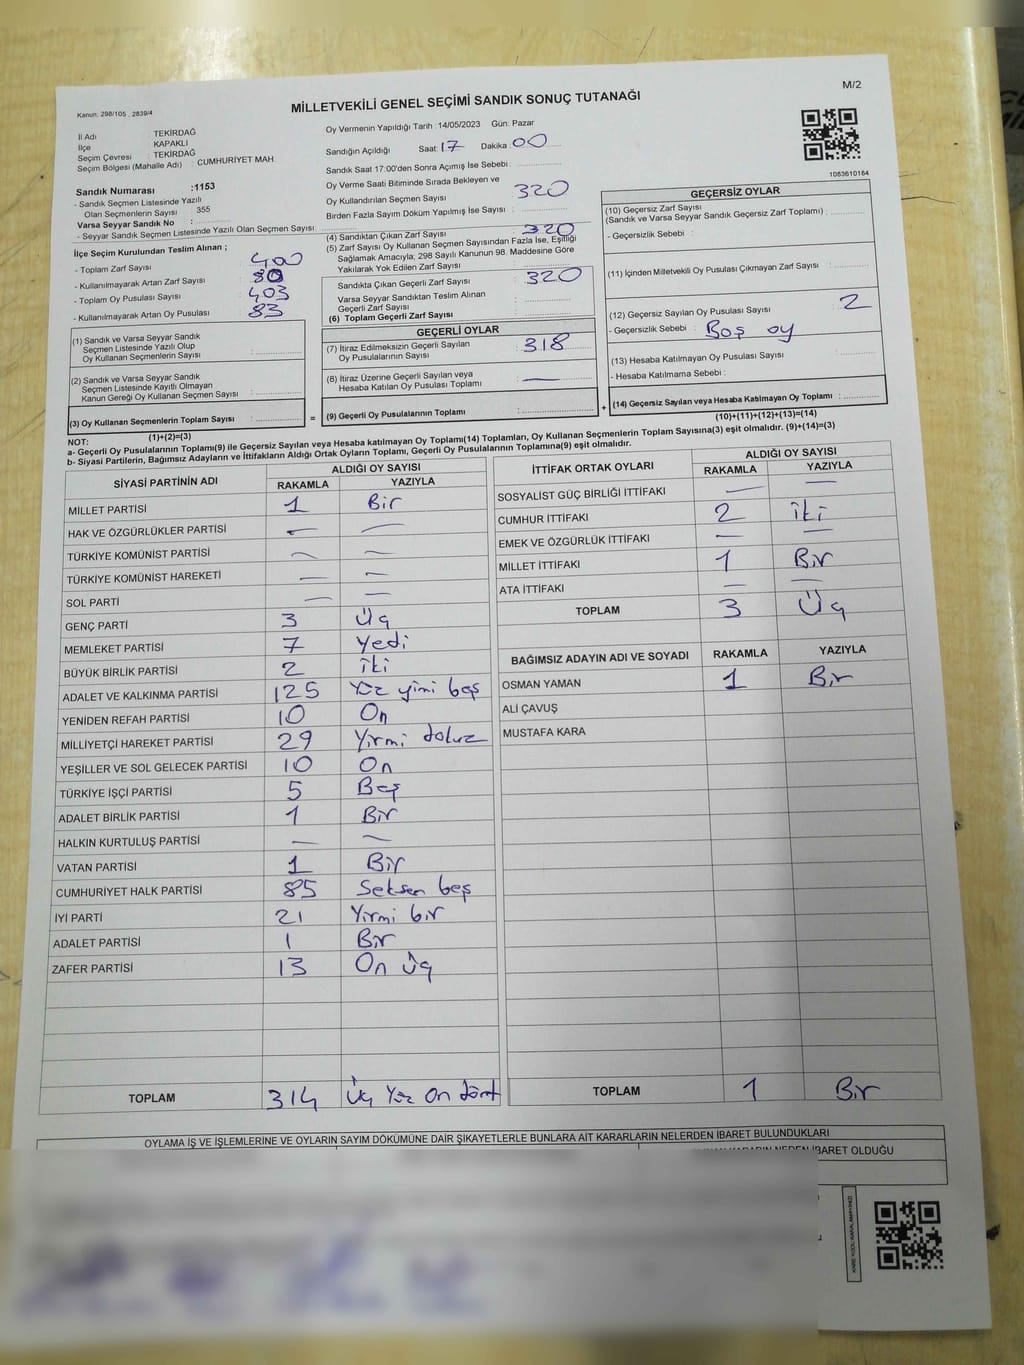 M/2
Kanun: 298/105 , 2839/4
MİLLETVEKİLİ GENEL SEÇİMİ SANDIK SONUÇ TUTANAĞI
İl Adı : TEKİRDAĞ
İlçe : KAPAKLI
Seçim Çevresi : TEKİRDAĞ
Seçim Bölgesi (Mahalle Adı) : CUMHURİYET MAH.
Sandık Numarası :1153
- Sandık Seçmen Listesinde Yazılı
Olan Seçmenlerin Sayısı 355
Varsa Seyyar Sandık No :
- Seyyar Sandık Seçmen Listesinde Yazılı Olan Seçmen Sayısı:
İlçe Seçim Kurulundan Teslim Alınan ;
- Toplam Zarf Sayısı : 400
- Kullanılmayarak Artan Zarf Sayısı : 80
- Toplam Oy Pusulası Sayısı : 403
- Kullanılmayarak Artan Oy Pusulası : 83
Oy Vermenin Yapıldığı Tarih :14/05/2023 Gün: Pazar
Sandığın Açıldığı Saat: 17 Dakika 00
Sandık Saat 17:00'den Sonra Açımış İse Sebebi :
Oy Verme Saati Bitiminde Sırada Bekleyen ve
Oy Kullandırılan Seçmen Sayısı : 320
Birden Fazla Sayım Döküm Yapılmış İse Sayısı :
(4) Sandıktan Çıkan Zarf Sayısı : 320
(5) Zarf Sayısı Oy Kullanan Seçmen Sayısından Fazla İse, Eşitliği
Sağlamak Amacıyla; 298 Sayılı Kanunun 98. Maddesine Göre
Yakılarak Yok Edilen Zarf Sayısı :
Sandıkta Çıkan Geçerli Zarf Sayısı : 320
Varsa Seyyar Sandıktan Teslim Alınan
Geçerli Zarf Sayısı :
(6) Toplam Geçerli Zarf Sayısı :
1083610184
GEÇERSİZ OYLAR
(10) Geçersiz Zarf Sayısı
(Sandık ve Varsa Seyyar Sandık Geçersiz Zarf Toplamı) :
- Geçersizlik Sebebi :
(11) İçinden Milletvekili Oy Pusulası Çıkmayan Zarf Sayısı :
(12) Geçersiz Sayılan Oy Pusulası Sayısı : 2
- Geçersizlik Sebebi : Boş oy
(13) Hesaba Katılmayan Oy Pusulası Sayısı :
- Hesaba Katılmama Sebebi :
(14) Geçersiz Sayılan veya Hesaba Katılmayan Oy Toplamı :
(10)+(11)+(12)+(13)=(14)
(1) Sandık ve Varsa Seyyar Sandık
Seçmen Listesinde Yazılı Olup
Oy Kullanan Seçmenlerin Sayısı :
(2) Sandık ve Varsa Seyyar Sandık
Seçmen Listesinde Kayıtlı Olmayan
Kanun Gereği Oy Kullanan Seçmen Sayısı :
(3) Oy Kullanan Seçmenlerin Toplam Sayısı :
(1)+(2)=(3)
GEÇERLİ OYLAR
(7) İtiraz Edilmeksizin Geçerli Sayılan
Oy Pusulalarının Sayısı : 318
(8) İtiraz Üzerine Geçerli Sayılan veya
Hesaba Katılan Oy Pusulası Toplamı : —
= (9) Geçerli Oy Pusulalarının Toplamı : +
NOT:
a- Geçerli Oy Pusulalarının Toplamı(9) ile Geçersiz Sayılan veya Hesaba katılmayan Oy Toplamı(14) Toplamları, Oy Kullanan Seçmenlerin Toplam Sayısına(3) eşit olmalıdır. (9)+(14)=(3)
b- Siyasi Partilerin, Bağımsız Adayların ve İttifakların Aldığı Ortak Oyların Toplamı, Geçerli Oy Pusulalarının Toplamına(9) eşit olmalıdır.
SİYASİ PARTİNİN ADI ALDIĞI OY SAYISI
RAKAMLA YAZIYLA
MİLLET PARTİSİ 1 Bir
HAK VE ÖZGÜRLÜKLER PARTİSİ — —
TÜRKİYE KOMÜNİST PARTİSİ — —
TÜRKİYE KOMÜNİST HAREKETİ — —
SOL PARTİ — —
GENÇ PARTİ 3 Üç
MEMLEKET PARTİSİ 7 Yedi
BÜYÜK BİRLİK PARTİSİ 2 İki
ADALET VE KALKINMA PARTİSİ 125 Yüz yimi beş
YENİDEN REFAH PARTİSİ 10 On
MİLLİYETÇİ HAREKET PARTİSİ 29 Yirmi dokuz
YEŞİLLER VE SOL GELECEK PARTİSİ 10 On
TÜRKİYE İŞÇİ PARTİSİ 5 Beş
ADALET BİRLİK PARTİSİ 1 Bir
HALKIN KURTULUŞ PARTİSİ — —
VATAN PARTISI 1 Bir
CUMHURİYET HALK PARTİSİ 85 Seksen beş
İYİ PARTİ 21 Yirmi bir
ADALET PARTİSİ 1 Bir
ZAFER PARTİSİ 13 On üç
TOPLAM 314 Üç Yüz On dört
İTTİFAK ORTAK OYLARI ALDIĞI OY SAYISI
RAKAMLA YAZIYLA
SOSYALİST GÜÇ BİRLİĞİ İTTİFAKI — —
CUMHUR İTTİFAKI 2 İki
EMEK VE ÖZGÜRLÜK İTTİFAKI — —
MİLLET İTTİFAKI 1 Bir
ATA İTTİFAKI — —
TOPLAM 3 Üç
BAĞIMSIZ ADAYIN ADI VE SOYADI RAKAMLA YAZIYLA
OSMAN YAMAN 1 Bir
ALİ ÇAVUŞ
MUSTAFA KARA
TOPLAM 1 Bir
OYLAMA İŞ VE İŞLEMLERİNE VE OYLARIN SAYIM DÖKÜMÜNE DAİR ŞİKAYETLERLE BUNLARA AİT KARARLARIN NELERDEN İBARET BULUNDUKLARI
İBARET OLDUĞU